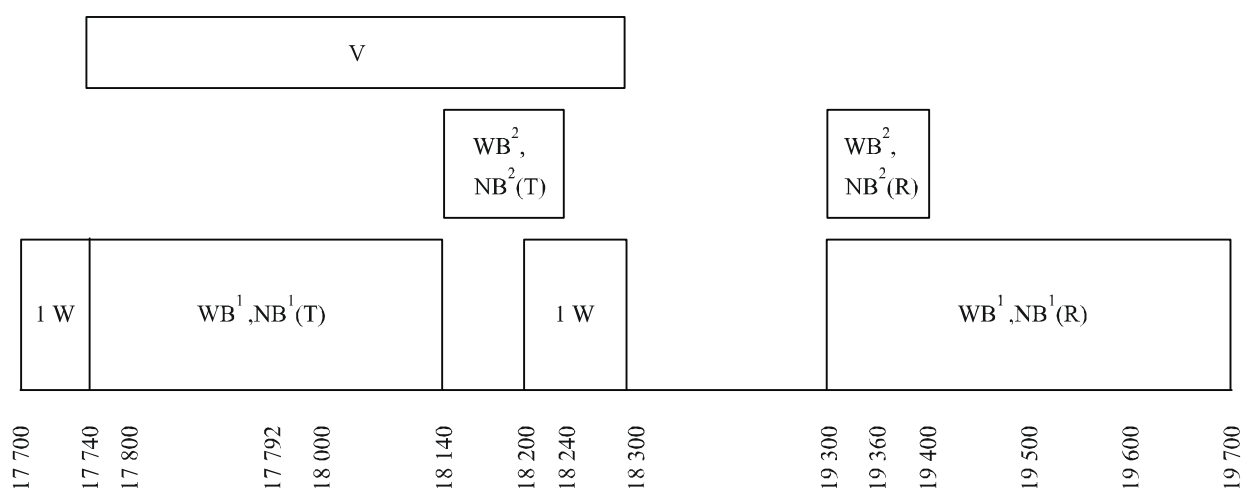 V
WB²,
NB²(T)
WB²,
NB²(R)
1 W
WB¹,NB¹(T)
1 W
WB¹,NB¹(R)
17 700
17 740
17 800
17 792
18 000
18 140
18 200
18 240
18 300
19 300
19 360
19 400
19 500
19 600
19 700